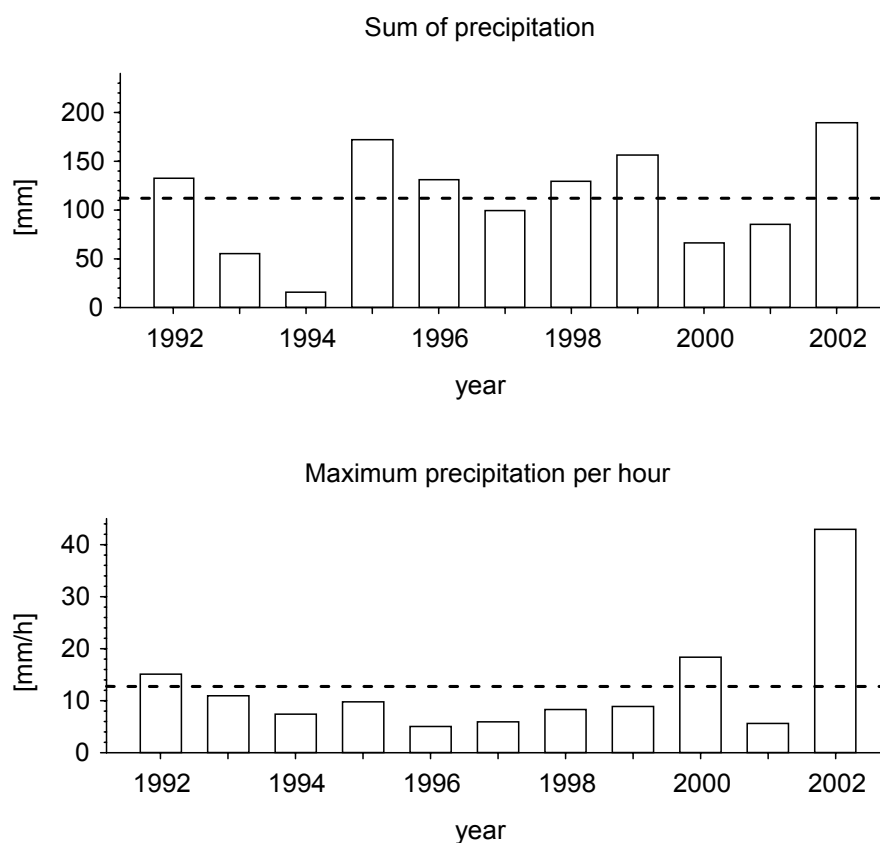 Sum of precipitation
200
150
100
50
0
[mm]
1992 1994 1996 1998 2000 2002
year
Maximum precipitation per hour
40
30
20
10
0
[mm/h]
1992 1994 1996 1998 2000 2002
year